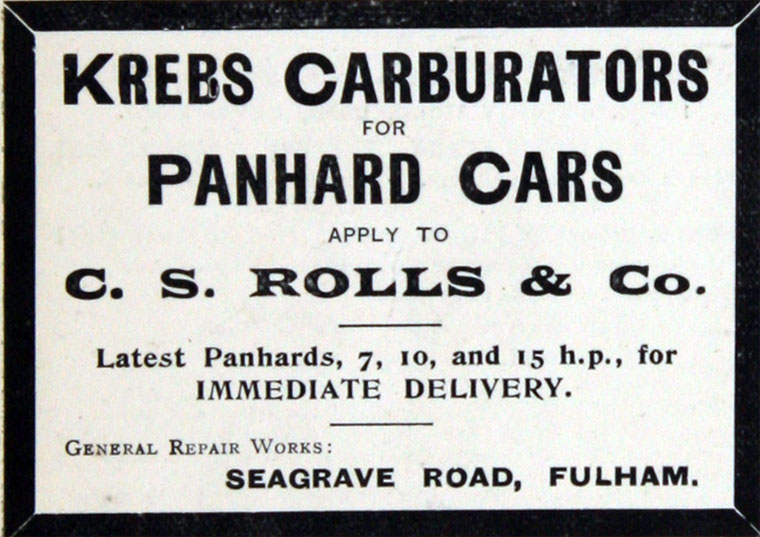 KREBS CARBURATORS
FOR
PANHARD CARS
APPLY TO
C. S. ROLLS & Co.
Latest Panhards, 7, 10, and 15 h.p., for
IMMEDIATE DELIVERY.
GENERAL REPAIR WORKS:
SEAGRAVE ROAD, FULHAM.